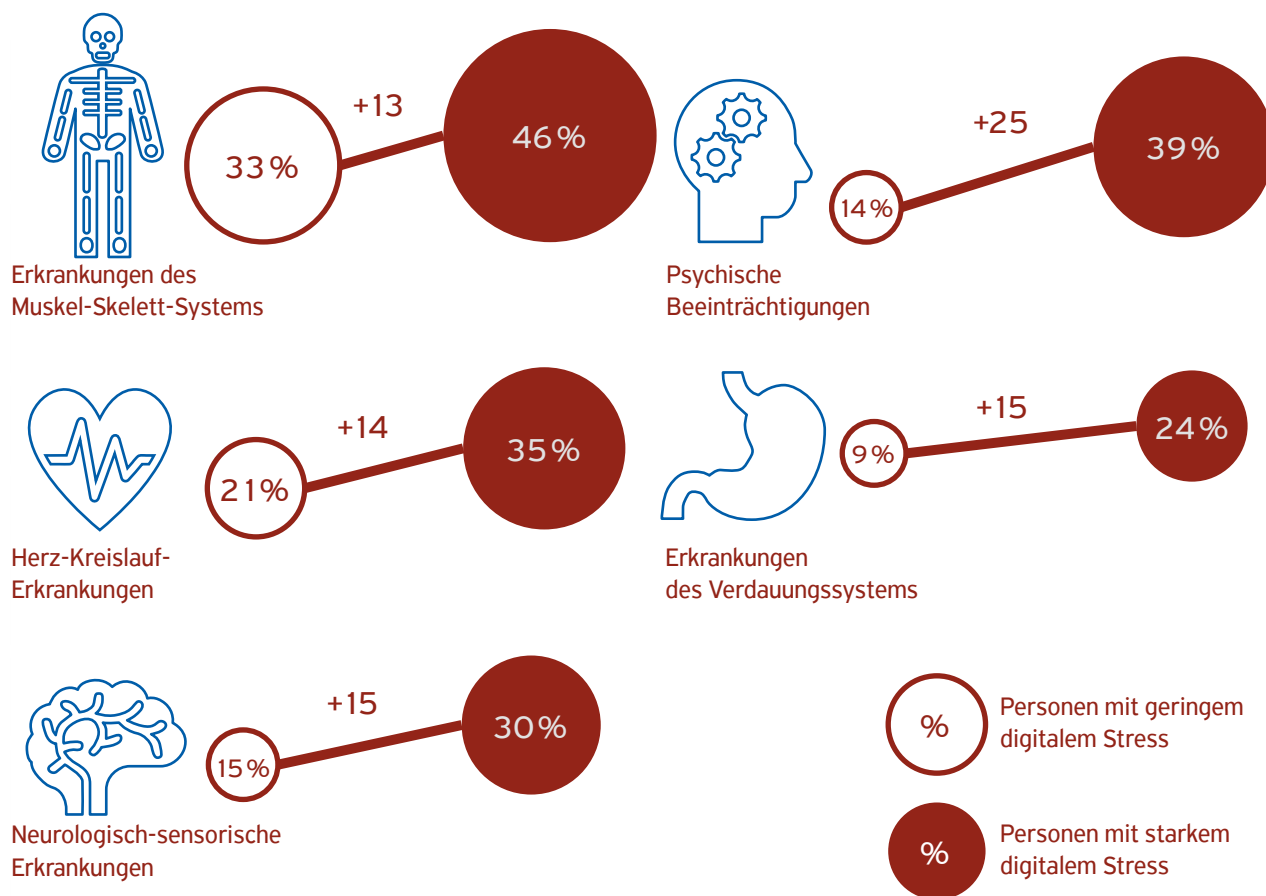 +13
33 %
46 %
Erkrankungen des
Muskel-Skelett-Systems
+25
14 %
39 %
Psychische
Beeinträchtigungen
+14
21%
35 %
Herz-Kreislauf-
Erkrankungen
+15
9 %
24 %
Erkrankungen
des Verdauungssystems
+15
15 %
30 %
Neurologisch-sensorische
Erkrankungen
%
Personen mit geringem
digitalem Stress
%
Personen mit starkem
digitalem Stress